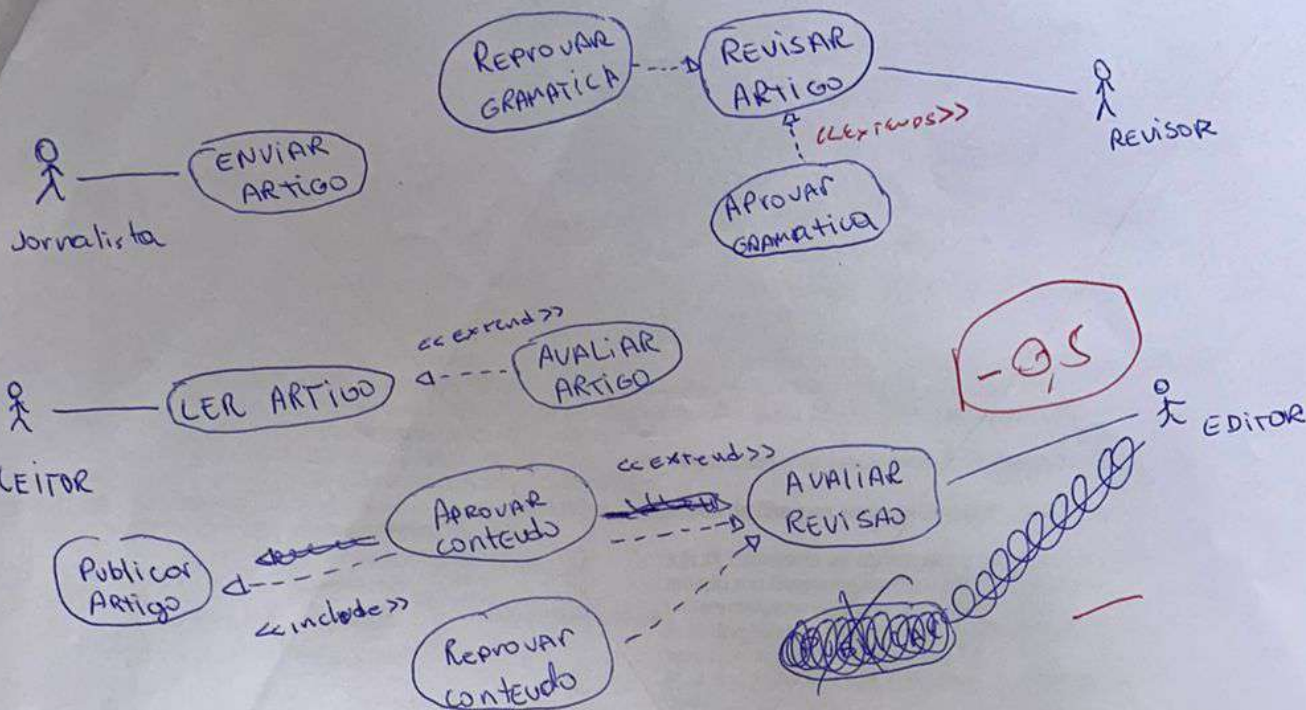 REPROVAR
GRAMATICA
REVISAR
ARTIGO
REVISOR
<<EXTENDS>>
APROVAR
GRAMATICA
ENVIAR
ARTIGO
Jornalista
<<extend>>
AVALIAR
ARTIGO
LER ARTIGO
LEITOR
-0,5
EDITOR
<<extend>>
AVALIAR
REVISAO
APROVAR
conteudo
Publicar
Artigo
<<include>>
Reprovar
conteudo